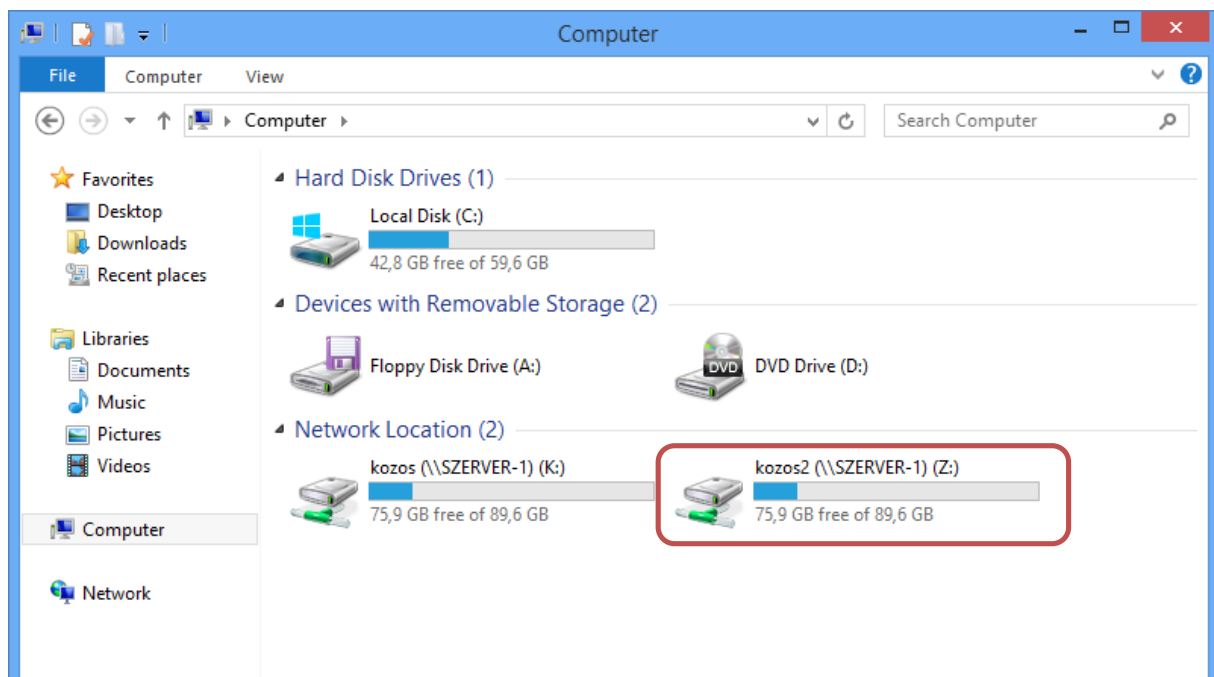 Computer
File Computer View
Computer
Search Computer
Favorites
Desktop
Downloads
Recent places
Libraries
Documents
Music
Pictures
Videos
Computer
Network
Hard Disk Drives (1)
Local Disk (C:)
42,8 GB free of 59,6 GB
Devices with Removable Storage (2)
Floppy Disk Drive (A:)
DVD
DVD Drive (D:)
Network Location (2)
kozos (\\SZERVER-1) (K:)
75,9 GB free of 89,6 GB
kozos2 (\\SZERVER-1) (Z:)
75,9 GB free of 89,6 GB